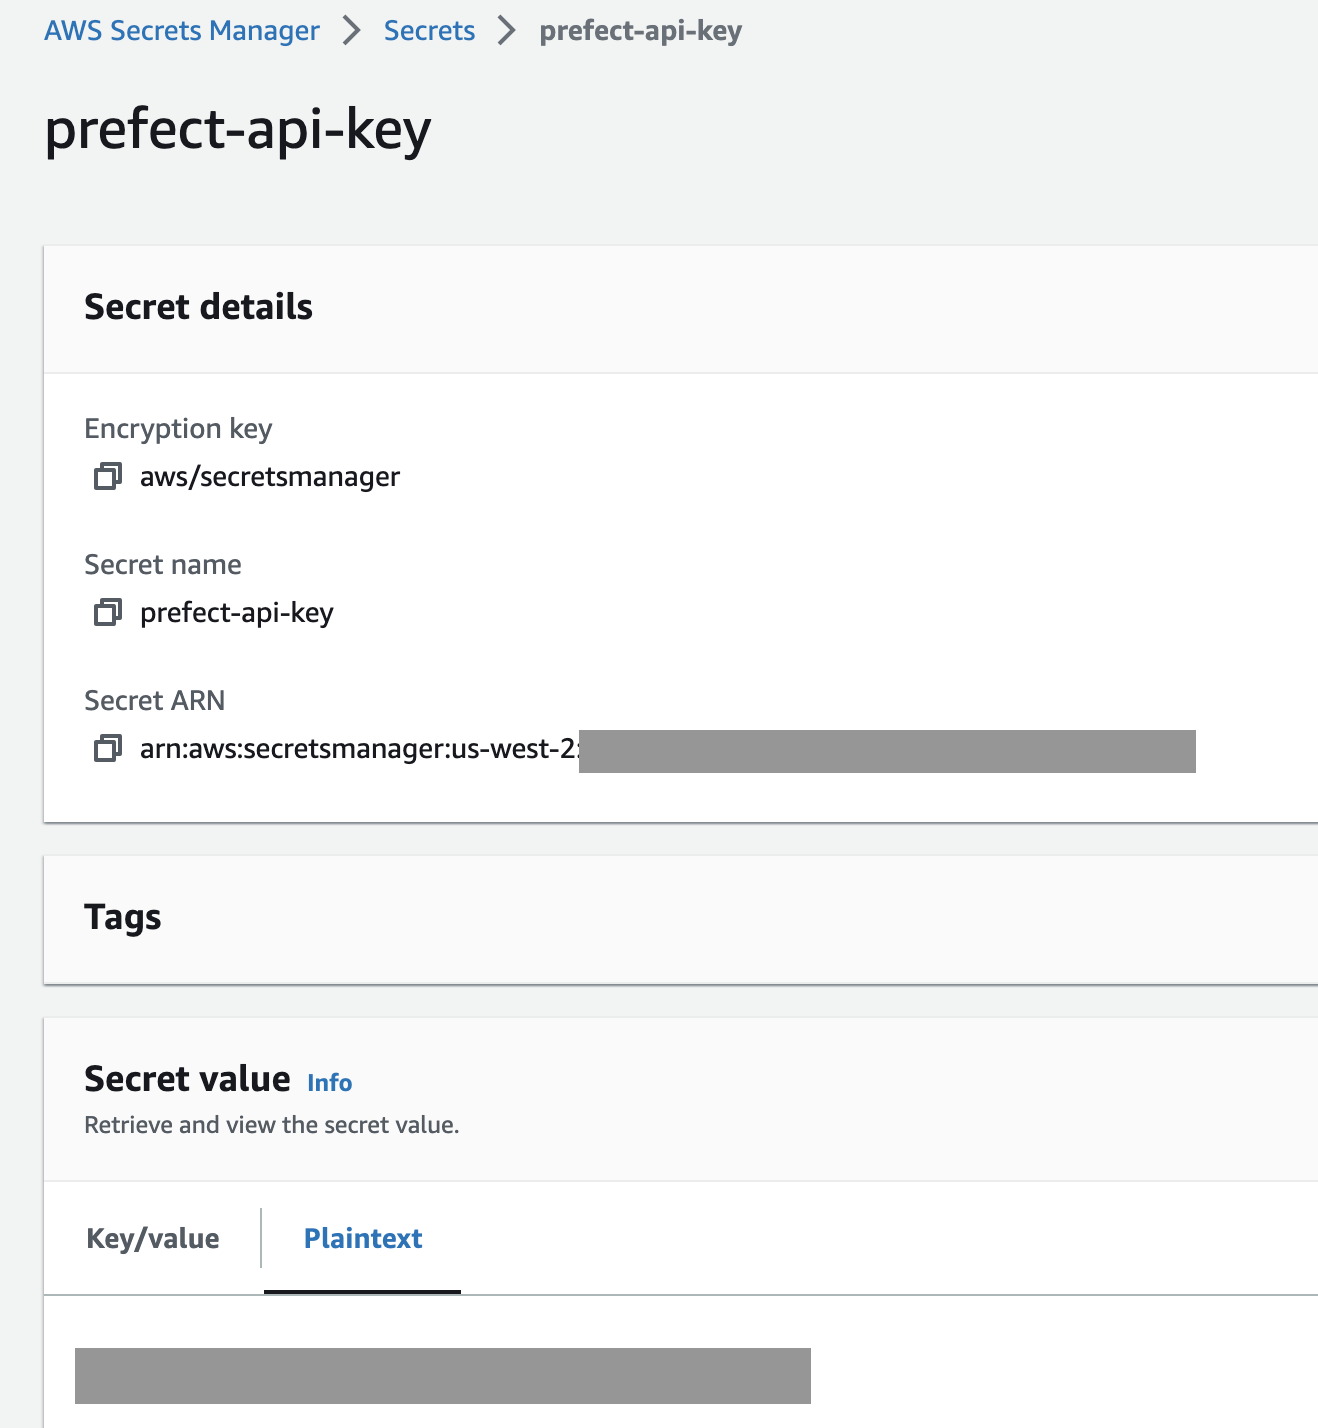 AWS Secrets Manager > Secrets > prefect-api-key
prefect-api-key
Secret details
Encryption key
aws/secretsmanager
Secret name
prefect-api-key
Secret ARN
arn:aws:secretsmanager:us-west-2:
Tags
Secret value Info
Retrieve and view the secret value.
Key/value
Plaintext